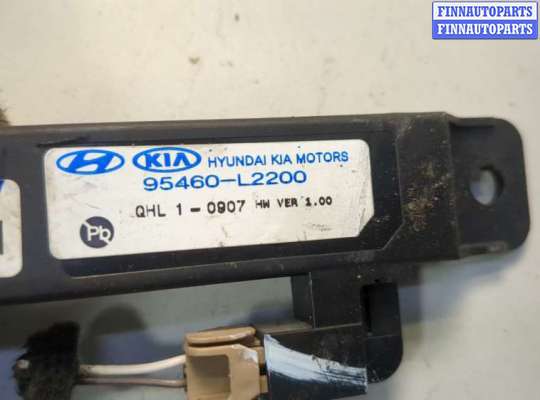 FINNAUTOPARTS
FINNAUTOPARTS
KIA HYUNDAI KIA MOTORS
95460-L2200
QHL 1-0907 HW VER 1.00
Pb